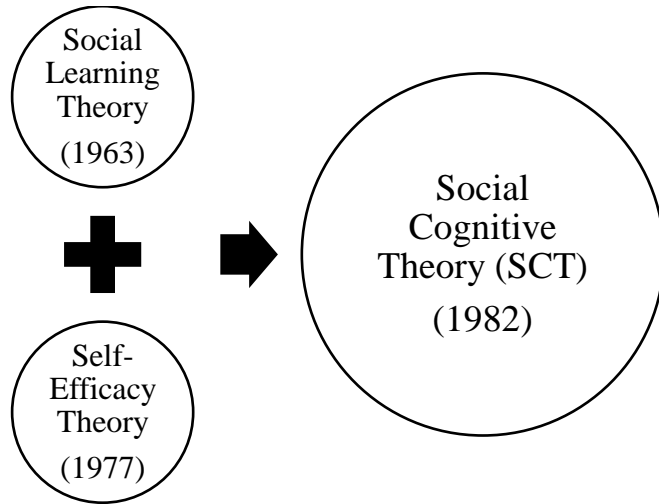 Social
Learning
Theory
(1963)
Self-
Efficacy
Theory
(1977)
Social
Cognitive
Theory (SCT)
(1982)